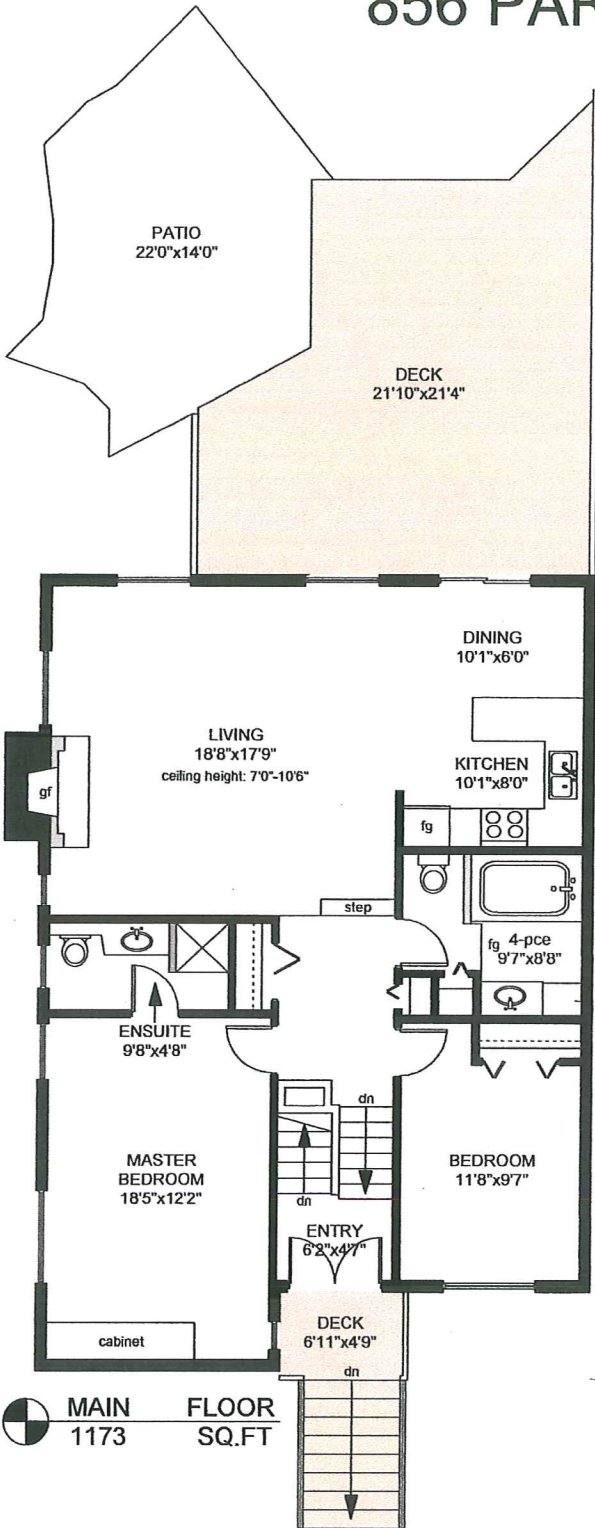 856 PAR
PATIO
22'0"x14'0"
DECK
21'10"x21'4"
DINING
10'1"x6'0"
LIVING
18'8"x17'9"
ceiling height: 7'0"-10'6"
KITCHEN
10'1"x8'0"
gf
fg
step
fg 4-pce
9'7"x8'8"
ENSUITE
9'8"x4'8"
dn
MASTER
BEDROOM
18'5"x12'2"
BEDROOM
11'8"x9'7"
dn
ENTRY
6'2"x4'7"
DECK
6'11"x4'9"
cabinet
dn
MAIN FLOOR
1173 SQ.FT